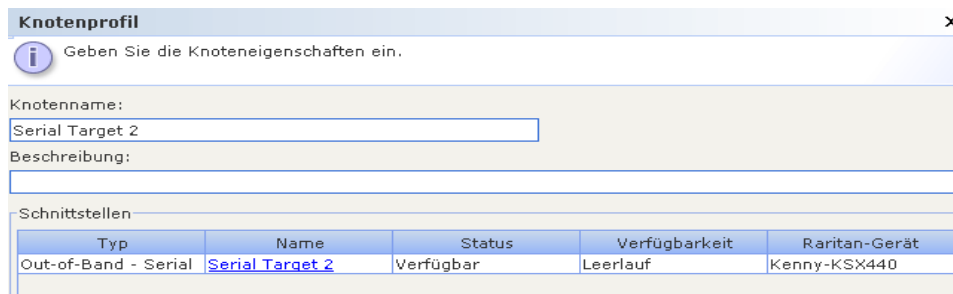 Knotenprofil
Geben Sie die Knoteneigenschaften ein.
Knotenname:
Serial Target 2
Beschreibung:
Schnittstellen
Typ Name Status Verfügbarkeit Raritan-Gerät
Out-of-Band - Serial Serial Target 2 Verfügbar Leerlauf Kenny-KSX440